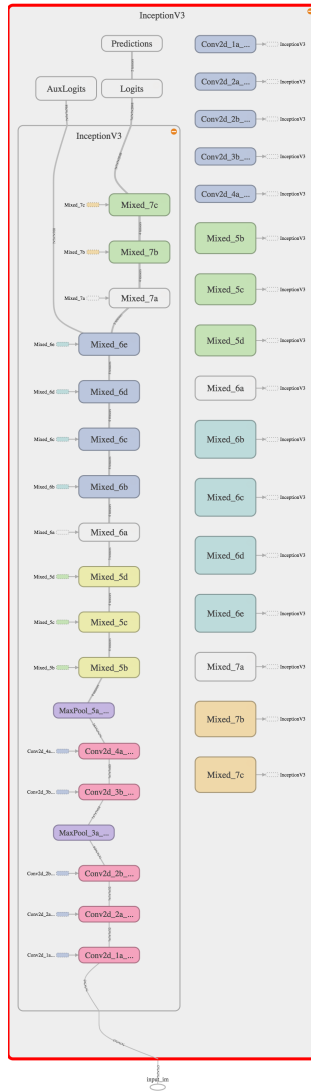 InceptionV3
Predictions
AuxLogits
Logits
InceptionV3
Mixed_7c
Mixed_7c
Mixed_7b
Mixed_7b
Mixed_7a
Mixed_7a
Mixed_6e
Mixed_6e
Mixed_6d
Mixed_6d
Mixed_6c
Mixed_6c
Mixed_6b
Mixed_6b
Mixed_6a
Mixed_6a
Mixed_5d
Mixed_5d
Mixed_5c
Mixed_5c
Mixed_5b
Mixed_5b
MaxPool_5a_...
Conv2d_4a...
Conv2d_4a_...
Conv2d_3b...
Conv2d_3b_...
MaxPool_3a_...
Conv2d_2b...
Conv2d_2b_...
Conv2d_2a...
Conv2d_2a_...
Conv2d_1a...
Conv2d_1a_...
input_im
Conv2d_1a_...
InceptionV3
Conv2d_2a_...
InceptionV3
Conv2d_2b_...
InceptionV3
Conv2d_3b_...
InceptionV3
Conv2d_4a_...
InceptionV3
Mixed_5b
InceptionV3
Mixed_5c
InceptionV3
Mixed_5d
InceptionV3
Mixed_6a
InceptionV3
Mixed_6b
InceptionV3
Mixed_6c
InceptionV3
Mixed_6d
InceptionV3
Mixed_6e
InceptionV3
Mixed_7a
InceptionV3
Mixed_7b
InceptionV3
Mixed_7c
InceptionV3